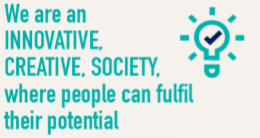 We are an
INNOVATIVE,
CREATIVE, SOCIETY,
where people can fulfil
their potential